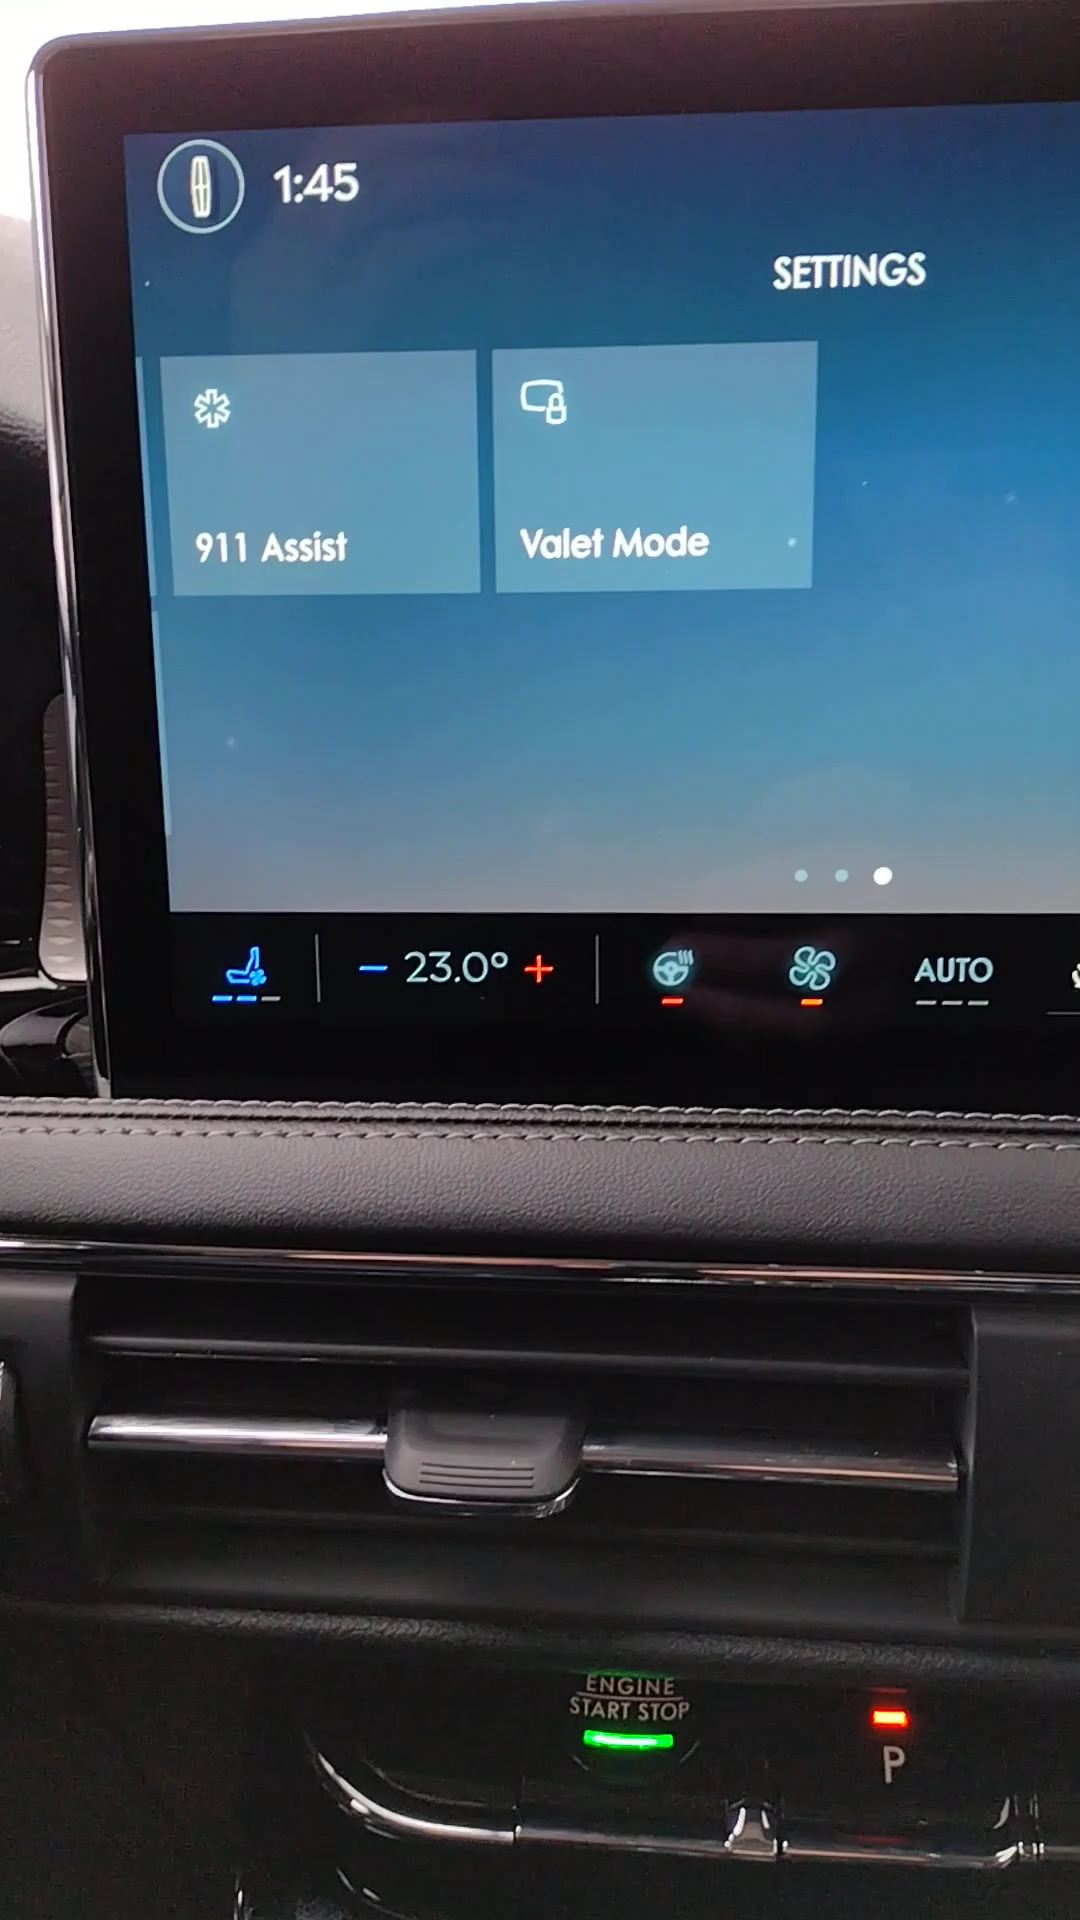 1:45
SETTINGS
911 Assist
Valet Mode
– 23.0° +
AUTO
ENGINE
START STOP
P